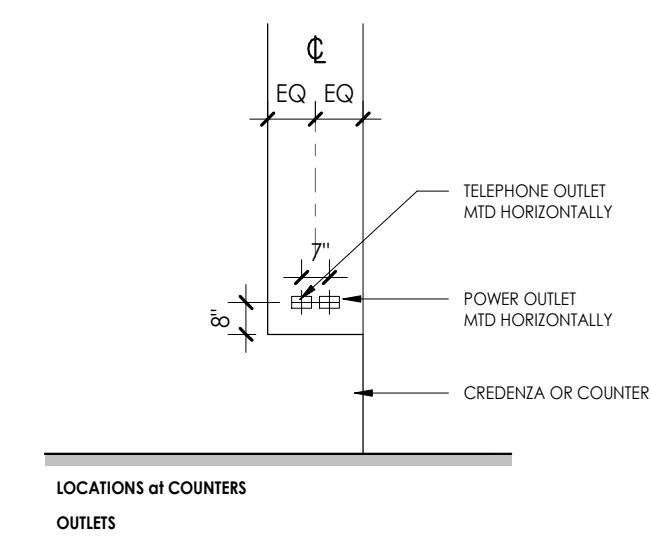 ℄
EQ EQ
7"
TELEPHONE OUTLET
MTD HORIZONTALLY
8"
POWER OUTLET
MTD HORIZONTALLY
CREDENZA OR COUNTER
LOCATIONS at COUNTERS
OUTLETS